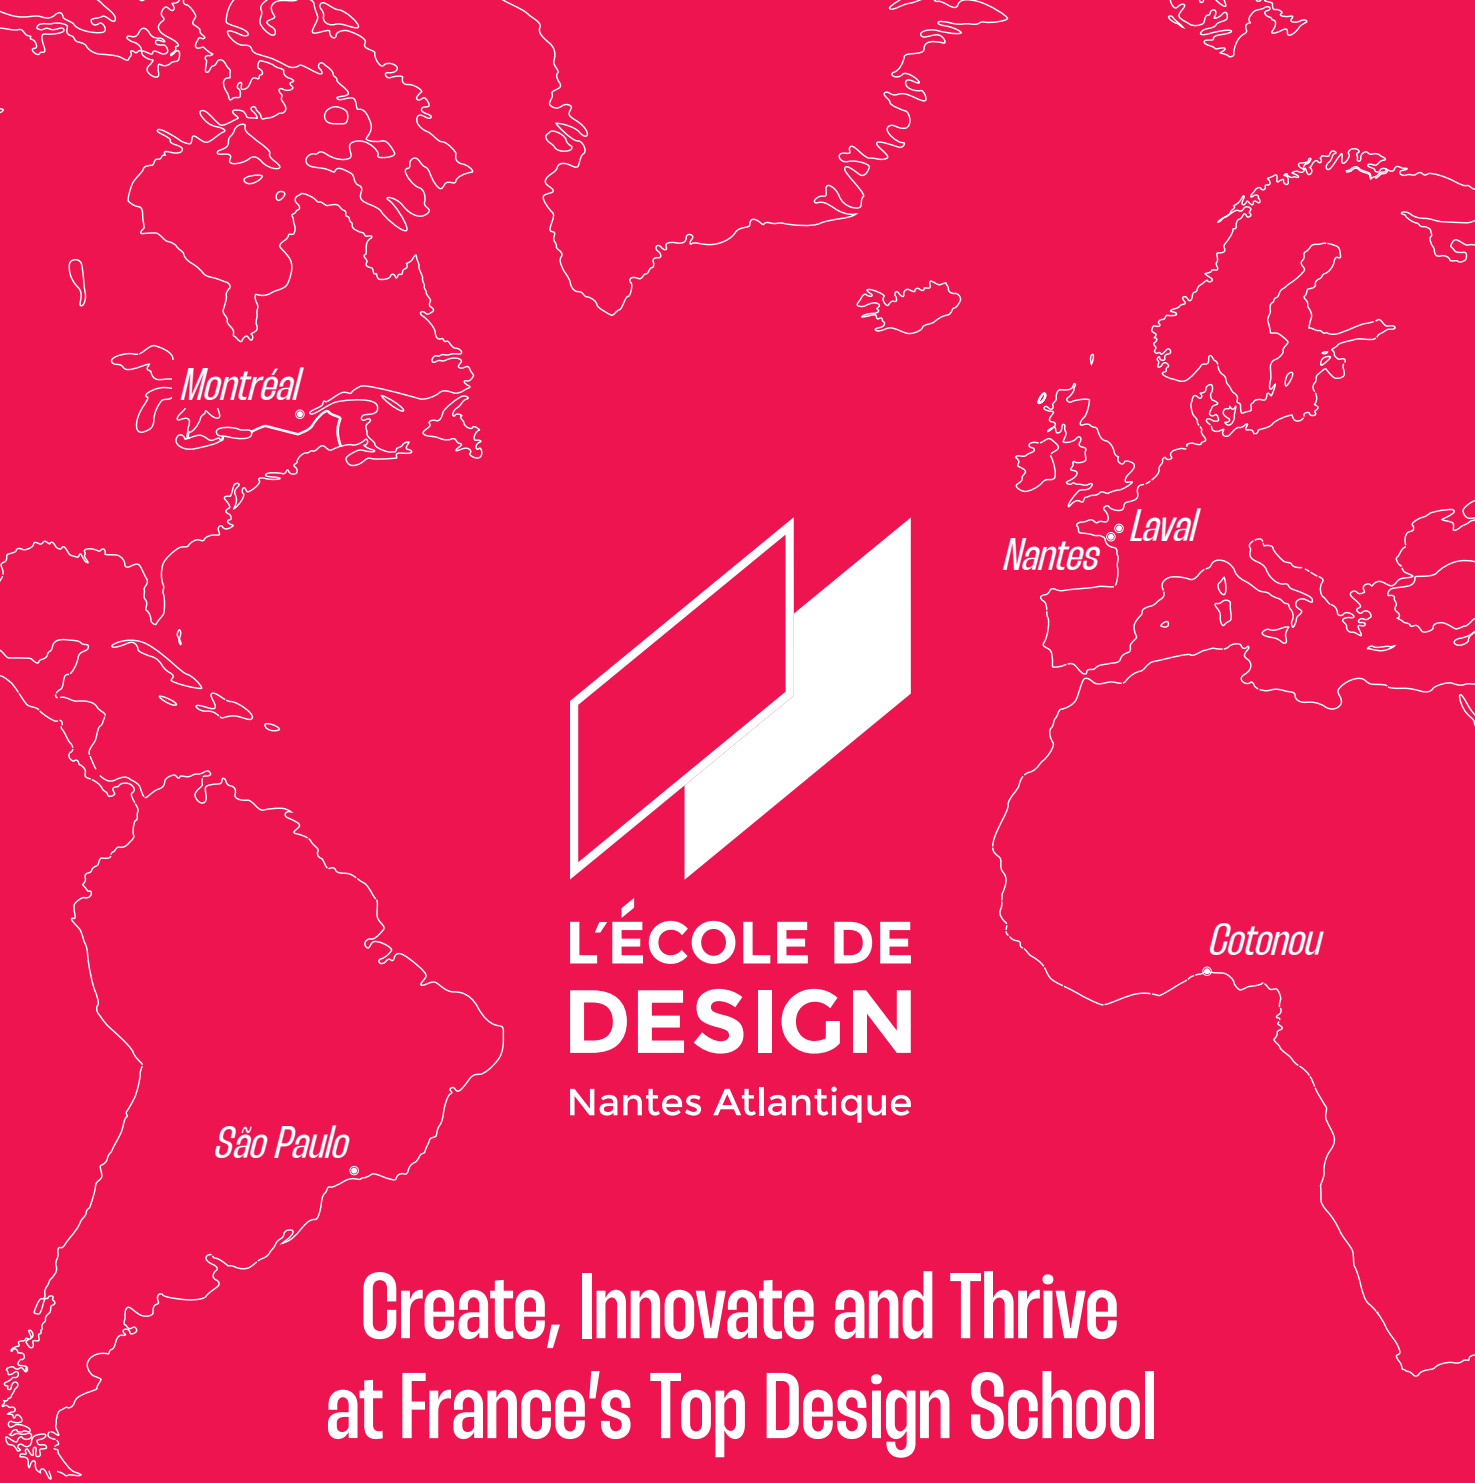 Montréal
Laval
Nantes
L'ÉCOLE DE
DESIGN
Nantes Atlantique
Cotonou
São Paulo
Create, Innovate and Thrive
at France's Top Design School